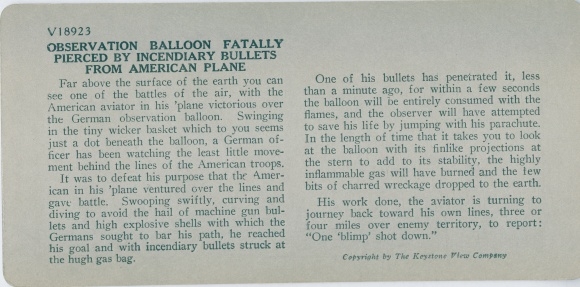 V18923
OBSERVATION BALLOON FATALLY
PIERCED BY INCENDIARY BULLETS
FROM AMERICAN PLANE
Far above the surface of the earth you can
see one of the battles of the air, with the
American aviator in his 'plane victorious over
the German observation balloon. Swinging
in the tiny wicker basket which to you seems
just a dot beneath the balloon, a German of-
ficer has been watching the least little move-
ment behind the lines of the American troops.
It was to defeat his purpose that the Amer-
ican in his 'plane ventured over the lines and
gave battle. Swooping swiftly, curving and
diving to avoid the hail of machine gun bul-
lets and high explosive shells with which the
Germans sought to bar his path, he reached
his goal and with incendiary bullets struck at
the hugh gas bag.
One of his bullets has penetrated it, less
than a minute ago, for within a few seconds
the balloon will be entirely consumed with the
flames, and the observer will have attempted
to save his life by jumping with his parachute.
In the length of time that it takes you to look
at the balloon with its finlike projections at
the stern to add to its stability, the highly
inflammable gas will have burned and the few
bits of charred wreckage dropped to the earth.
His work done, the aviator is turning to
journey back toward his own lines, three or
four miles over enemy territory, to report:
"One 'blimp' shot down."
Copyright by The Keystone View Company